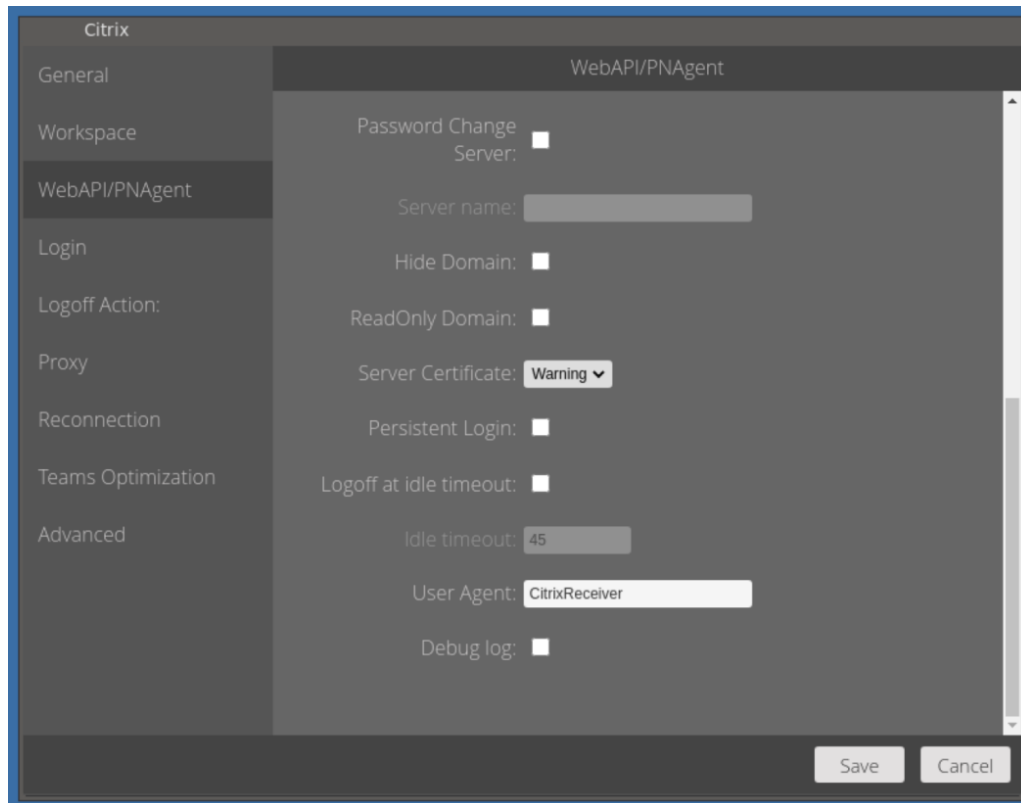 Citrix
General
Workspace
WebAPI/PNAgent
Login
Logoff Action:
Proxy
Reconnection
Teams Optimization
Advanced
WebAPI/PNAgent
Password Change
Server:
Server name:
Hide Domain:
ReadOnly Domain:
Server Certificate: Warning
Persistent Login:
Logoff at idle timeout:
Idle timeout: 45
User Agent: CitrixReceiver
Debug log:
Save Cancel